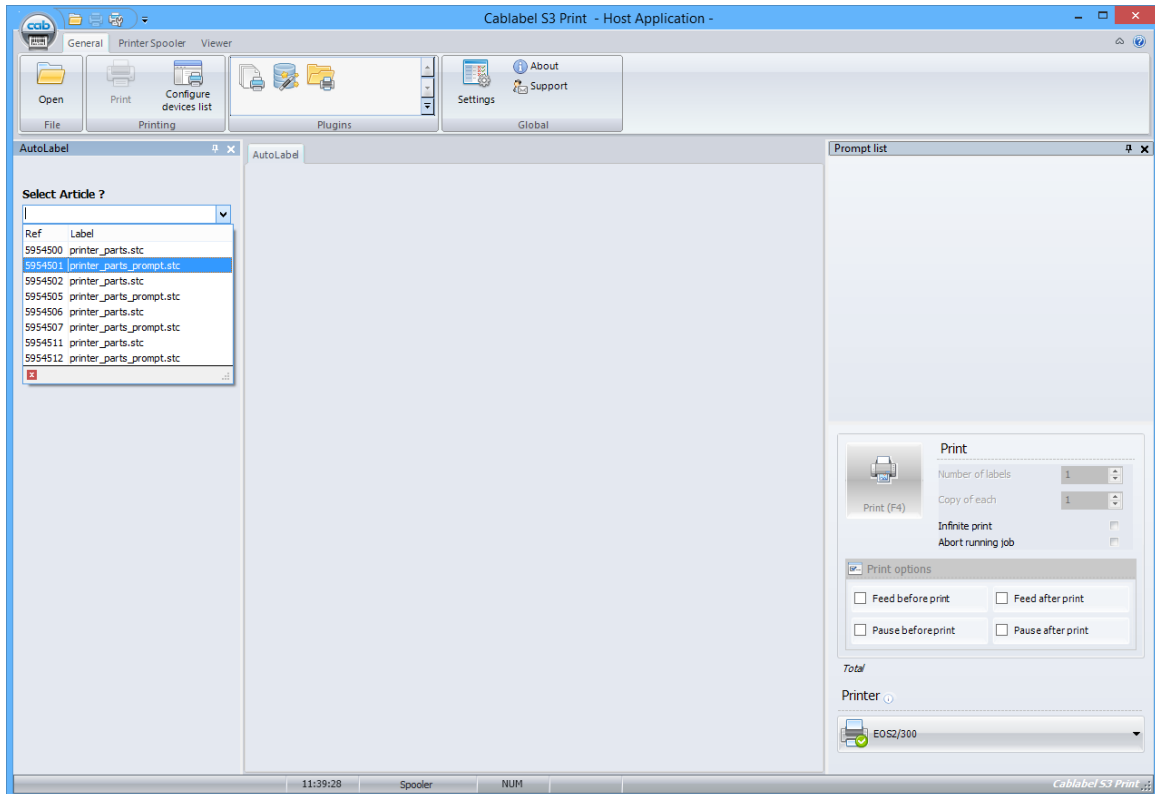 Cablabel S3 Print - Host Application -
cab
General Printer Spooler Viewer
Open
Print
Configure
devices list
Settings
About
Support
File
Printing
Plugins
Global
AutoLabel
Select Article ?
Ref Label
5954500 printer_parts.stc
5954501 printer_parts_prompt.stc
5954502 printer_parts.stc
5954505 printer_parts_prompt.stc
5954506 printer_parts.stc
5954507 printer_parts_prompt.stc
5954511 printer_parts.stc
5954512 printer_parts_prompt.stc
AutoLabel
Prompt list
Print (F4)
Print
Number of labels 1
Copy of each 1
Infinite print
Abort running job
Print options
Feed before print Feed after print
Pause before print Pause after print
Total
Printer
EOS2/300
11:39:28 Spooler NUM Cablabel S3 Print